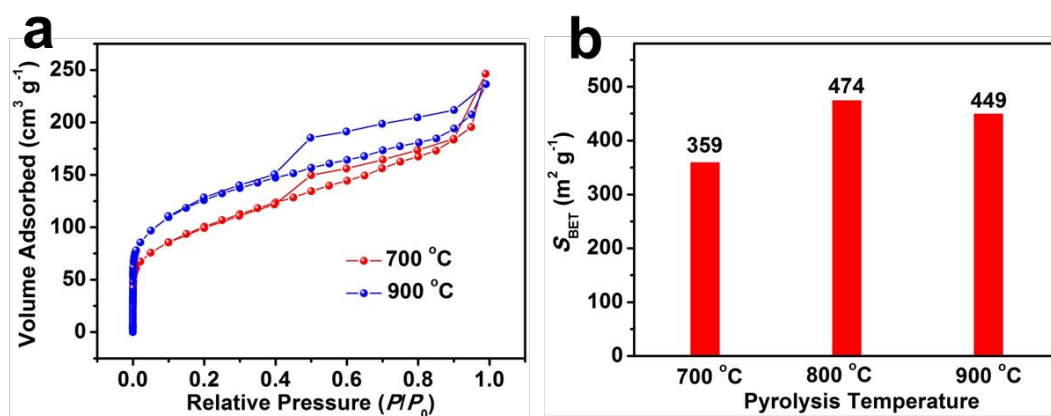 a
Volume Adsorbed (cm³ g⁻¹)
250
200
150
100
50
0
0.0 0.2 0.4 0.6 0.8 1.0
Relative Pressure (P/P₀)
700 °C
900 °C
b
S_BET (m² g⁻¹)
500
400
300
200
100
0
359
474
449
700 °C 800 °C 900 °C
Pyrolysis Temperature